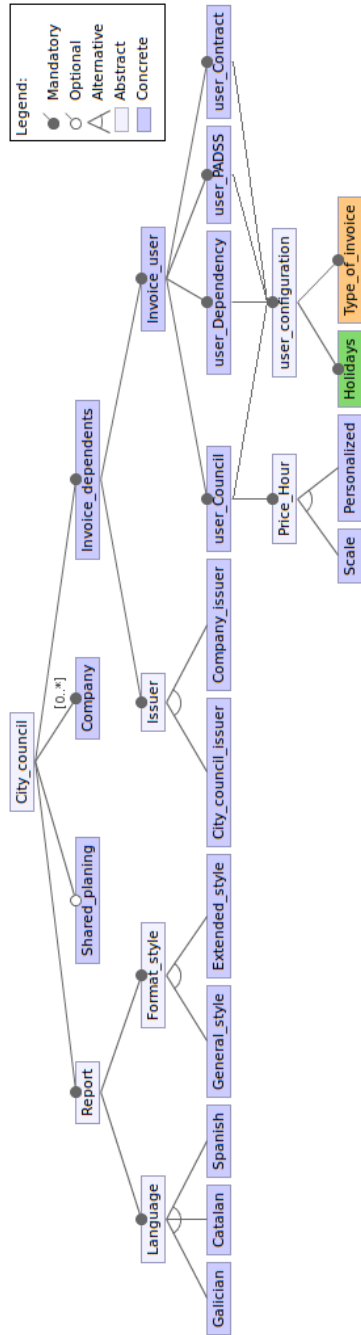 Legend:
Mandatory
Optional
Alternative
Abstract
Concrete
City_council
Report
Shared_planing
[0..*]
Company
Invoice_dependents
Language
Format_style
Issuer
Invoice_user
Galician
Catalan
Spanish
General_style
Extended_style
City_council_issuer
Company_issuer
user_Council
user_Dependency
user_PADSS
user_Contract
Price_Hour
user_configuration
Scale
Personalized
Holidays
Type_of_invoice